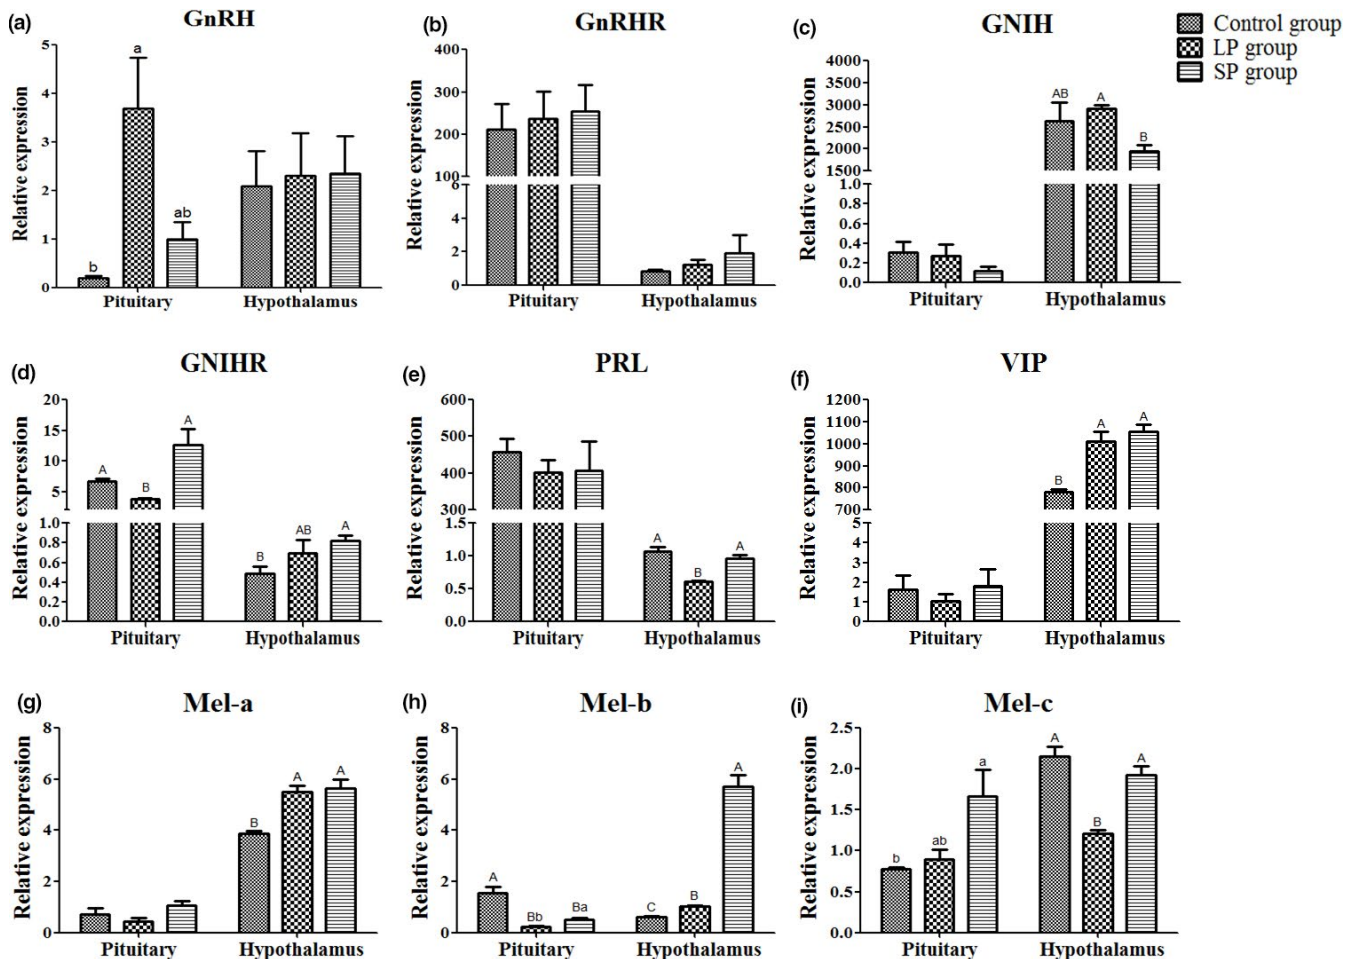 (a) GnRH
Relative expression
5
4
3
2
1
0
b
a
ab
Pituitary Hypothalamus
(b) GnRHR
Relative expression
400
300
200
100
6
4
2
0
Pituitary Hypothalamus
(c) GNIH
Relative expression
4000
3500
3000
2500
2000
1500
1.0
0.8
0.6
0.4
0.2
0.0
AB
A
B
Pituitary Hypothalamus
Control group
LP group
SP group
(d) GNIHR
Relative expression
20
15
10
5
1.0
0.8
0.6
0.4
0.2
0.0
A
B
A
B
AB
A
Pituitary Hypothalamus
(e) PRL
Relative expression
600
500
400
300
1.5
1.0
0.5
0.0
A
B
A
Pituitary Hypothalamus
(f) VIP
Relative expression
1200
1100
1000
900
800
700
5
4
3
2
1
0
B
A
A
Pituitary Hypothalamus
(g) Mel-a
Relative expression
8
6
4
2
0
B
A
A
Pituitary Hypothalamus
(h) Mel-b
Relative expression
8
6
4
2
0
A
Bb
Ba
C
B
A
Pituitary Hypothalamus
(i) Mel-c
Relative expression
2.5
2.0
1.5
1.0
0.5
0.0
b
ab
a
A
B
A
Pituitary Hypothalamus